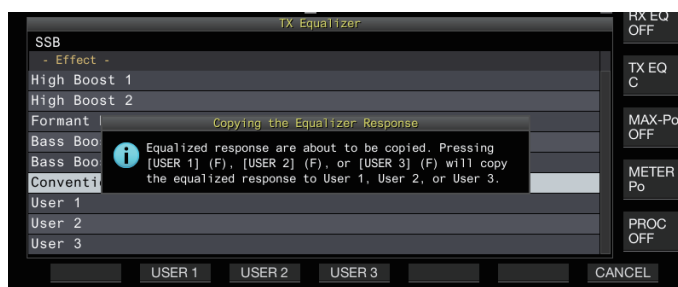 TX Equalizer
SSB
- Effect -
High Boost 1
High Boost 2
Formant
Bass Boo
Bass Boo
Conventi
User 1
User 2
User 3
Copying the Equalizer Response
Equalized response are about to be copied. Pressing
[USER 1] (F), [USER 2] (F), or [USER 3] (F) will copy
the equalized response to User 1, User 2, or User 3.
RX EQ
OFF
TX EQ
C
MAX-Po
OFF
METER
Po
PROC
OFF
USER 1
USER 2
USER 3
CANCEL